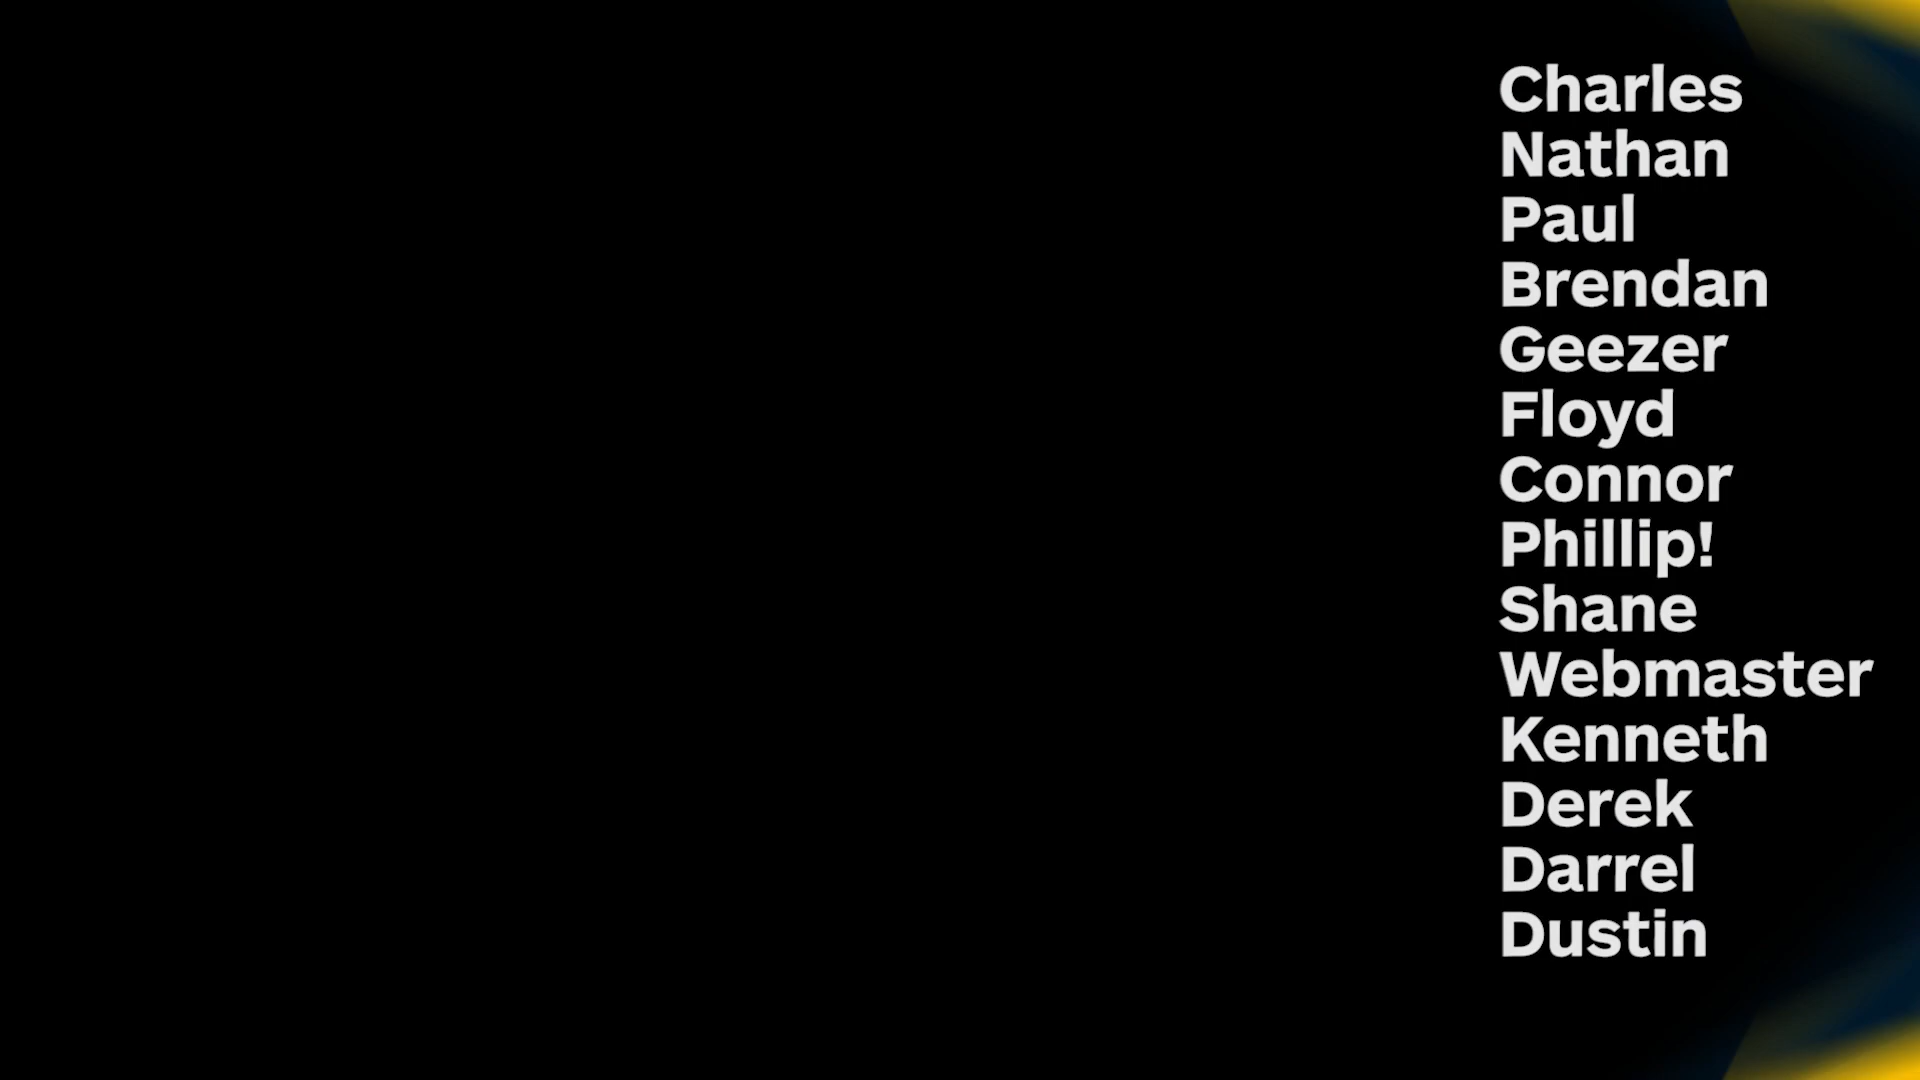 Charles
Nathan
Paul
Brendan
Geezer
Floyd
Connor
Phillip!
Shane
Webmaster
Kenneth
Derek
Darrel
Dustin